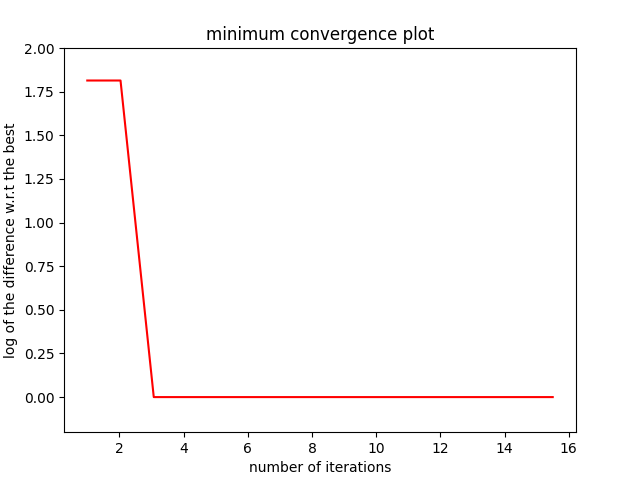 minimum convergence plot
2.00
1.75
1.50
1.25
1.00
0.75
0.50
0.25
0.00
log of the difference w.r.t the best
2 4 6 8 10 12 14 16
number of iterations